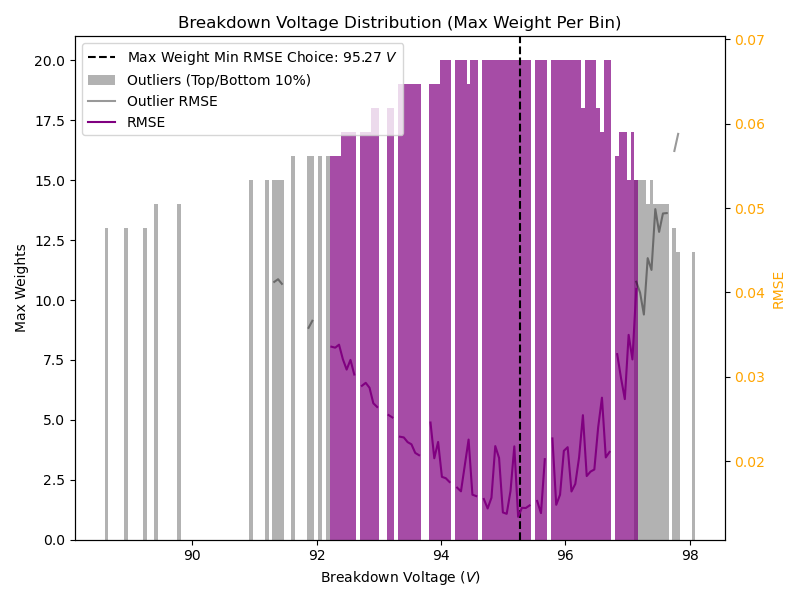 Breakdown Voltage Distribution (Max Weight Per Bin)
Max Weight Min RMSE Choice: 95.27 V
Outliers (Top/Bottom 10%)
Outlier RMSE
RMSE
20.0
17.5
15.0
12.5
10.0
7.5
5.0
2.5
0.0
Max Weights
0.07
0.06
0.05
0.04
0.03
0.02
RMSE
90 92 94 96 98
Breakdown Voltage (V)